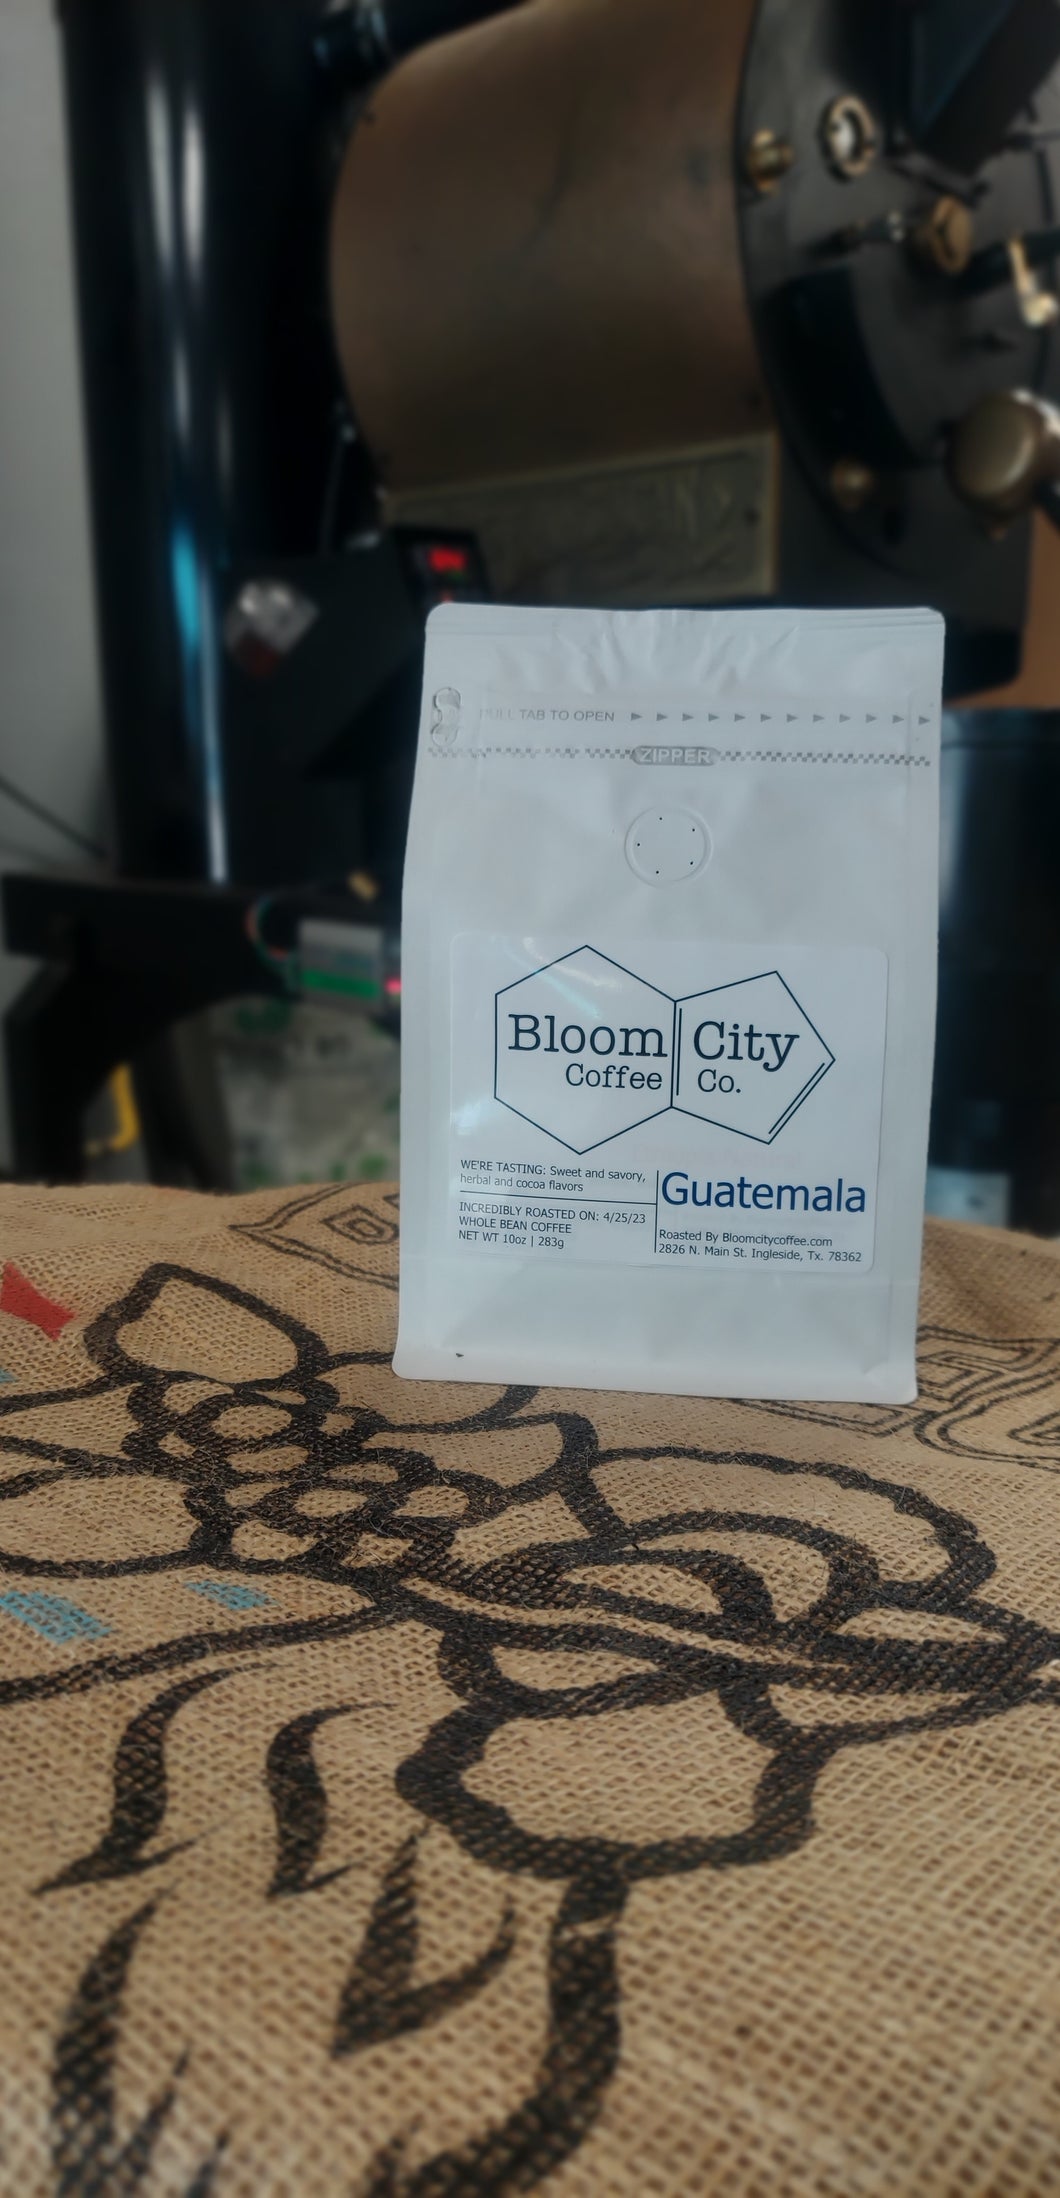 PULL TAB TO OPEN
ZIPPER
Bloom City
Coffee Co.
WE'RE TASTING: Sweet and savory,
herbal and cocoa flavors
INCREDIBLY ROASTED ON: 4/25/23
WHOLE BEAN COFFEE
NET WT 10oz | 283g
Guatemala
Roasted By Bloomcitycoffee.com
2826 N. Main St. Ingleside, Tx. 78362